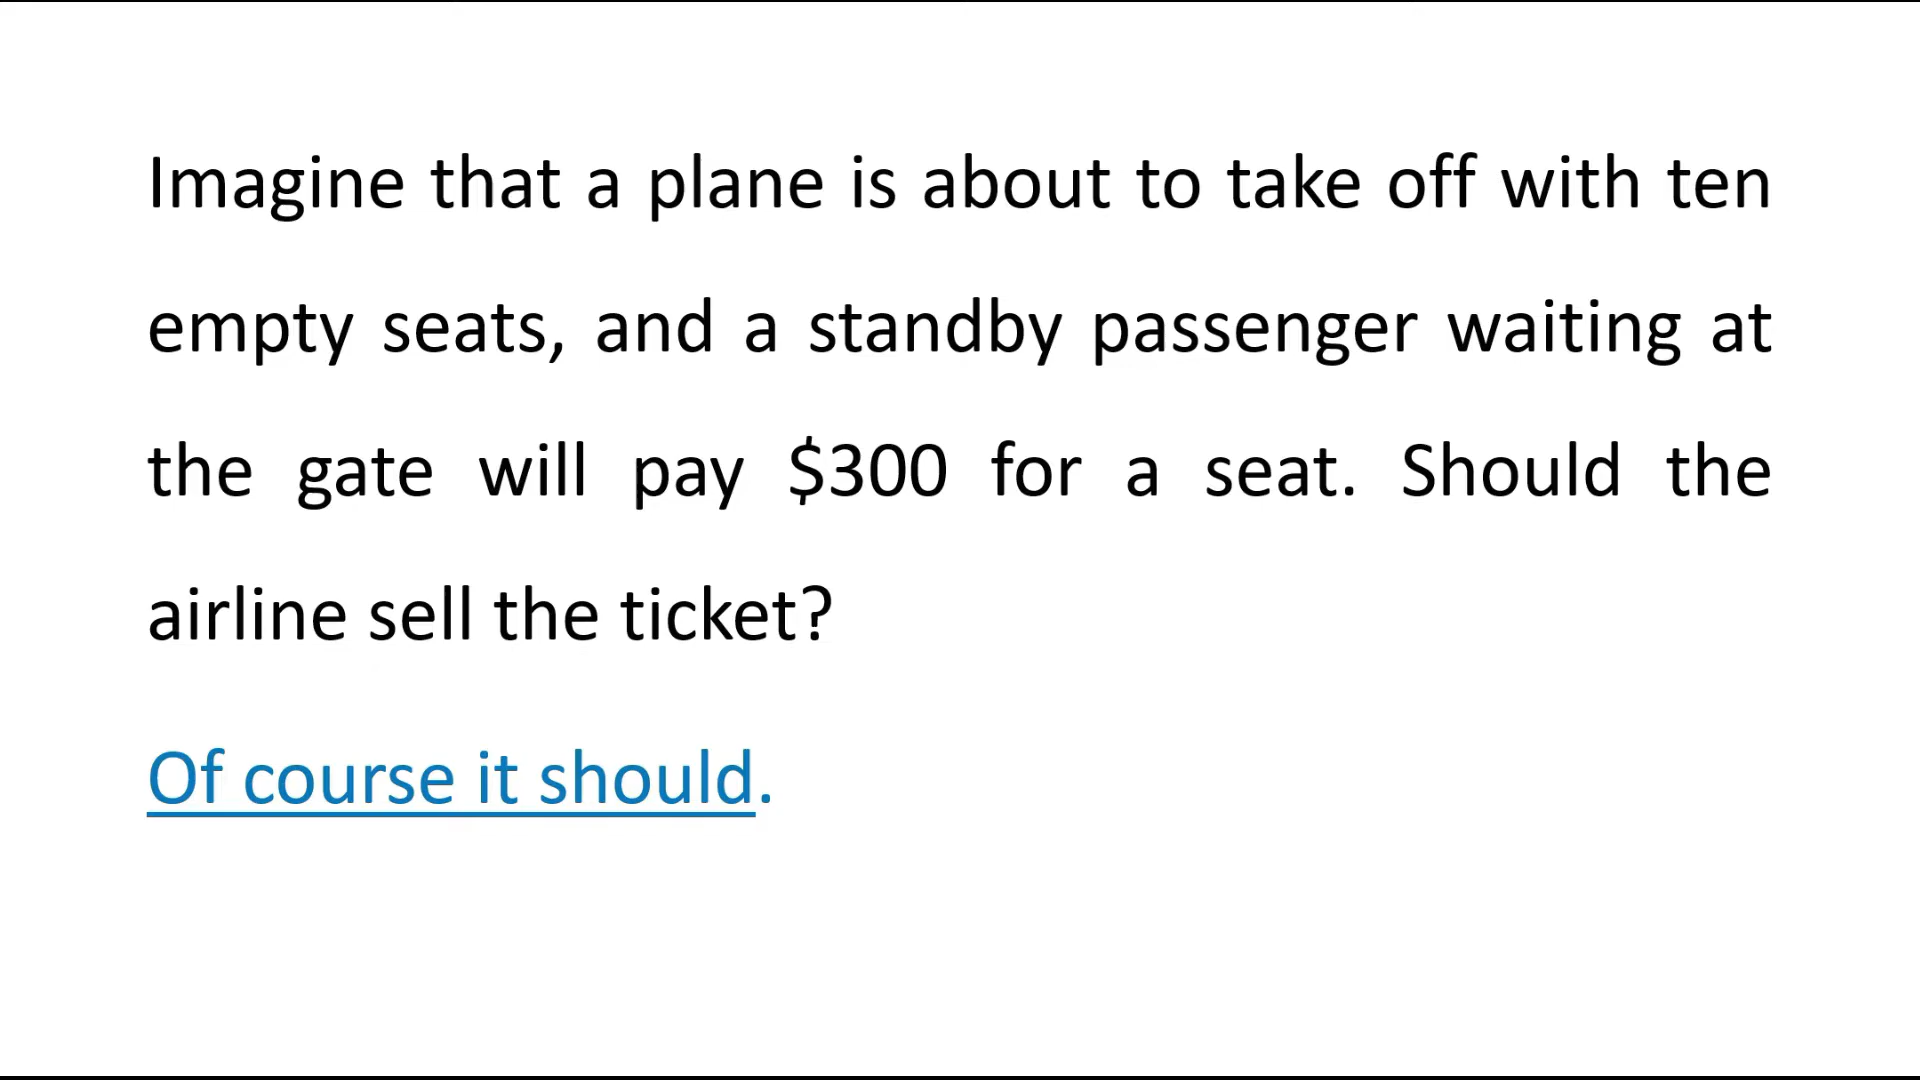 Imagine that a plane is about to take off with ten
empty seats, and a standby passenger waiting at
the gate will pay $300 for a seat. Should the
airline sell the ticket?
Of course it should.